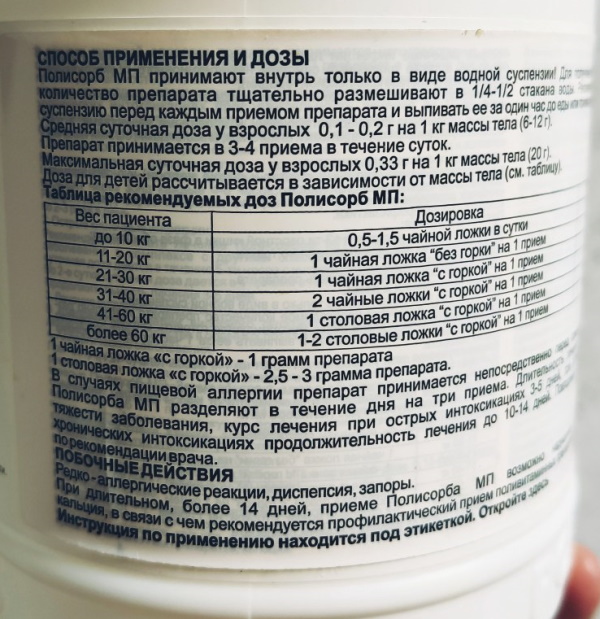 СПОСОБ ПРИМЕНЕНИЯ И ДОЗЫ
Полисорб МП принимают внутрь только в виде водной суспензии! Для
количество препарата тщательно размешивают в 1/4-1/2 стакана воды.
суспензию перед каждым приемом препарата и выпивать ее за один час до еды или
Средняя суточная доза у взрослых 0,1 - 0,2 г на 1 кг массы тела (6-12 г).
Препарат принимается в 3-4 приема в течение суток.
Максимальная суточная доза у взрослых 0,33 г на 1 кг массы тела (20 г).
Доза для детей рассчитывается в зависимости от массы тела (см. таблицу).
Таблица рекомендуемых доз Полисорб МП:
Вес пациента Дозировка
до 10 кг 0,5-1,5 чайной ложки в сутки
11-20 кг 1 чайная ложка "без горки" на 1 прием
21-30 кг 1 чайная ложка "с горкой" на 1 прием
31-40 кг 2 чайные ложки "с горкой" на 1 прием
41-60 кг 1 столовая ложка "с горкой" на 1 прием
более 60 кг 1-2 столовые ложки "с горкой" на 1 прием
1 чайная ложка «с горкой» - 1 грамм препарата
1 столовая ложка «с горкой» - 2,5 - 3 грамма препарата.
В случаях пищевой аллергии препарат принимается непосредственно
Полисорба МП разделяют в течение дня на три приема. Длительность
тяжести заболевания, курс лечения при острых интоксикациях 3-5
хронических интоксикациях продолжительность лечения до 10-14 дней.
по рекомендации врача.
ПОБОЧНЫЕ ДЕЙСТВИЯ
Редко - аллергические реакции, диспепсия, запоры.
При длительном, более 14 дней, приеме Полисорба МП возможно
кальция, в связи с чем рекомендуется профилактический прием
Инструкция по применению находится под этикеткой. Откройте здесь